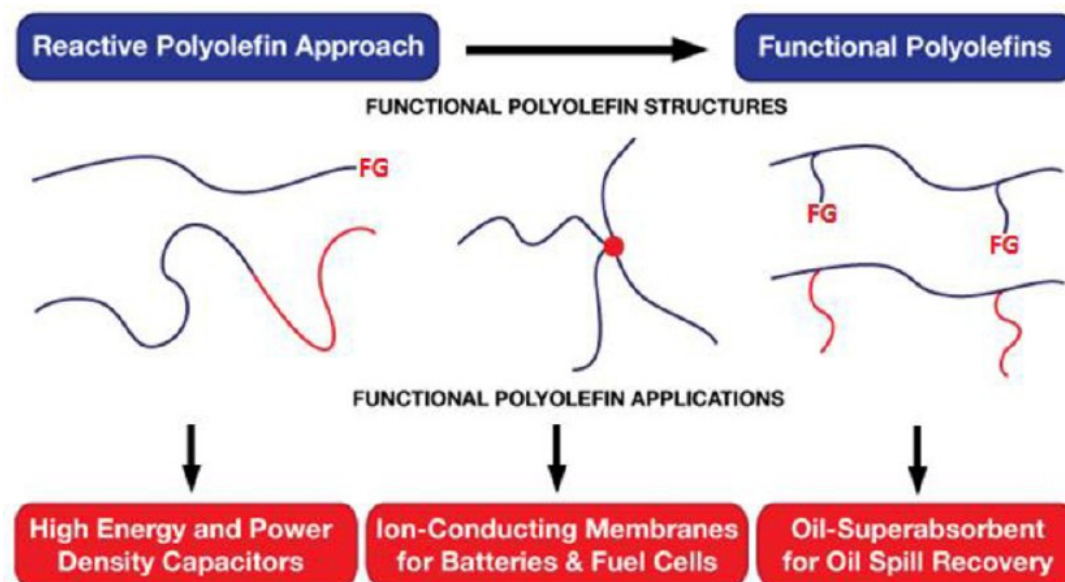 Reactive Polyolefin Approach
Functional Polyolefins
FUNCTIONAL POLYOLEFIN STRUCTURES
FG
FG
FG
FUNCTIONAL POLYOLEFIN APPLICATIONS
High Energy and Power
Density Capacitors
Ion-Conducting Membranes
for Batteries & Fuel Cells
Oil-Superabsorbent
for Oil Spill Recovery